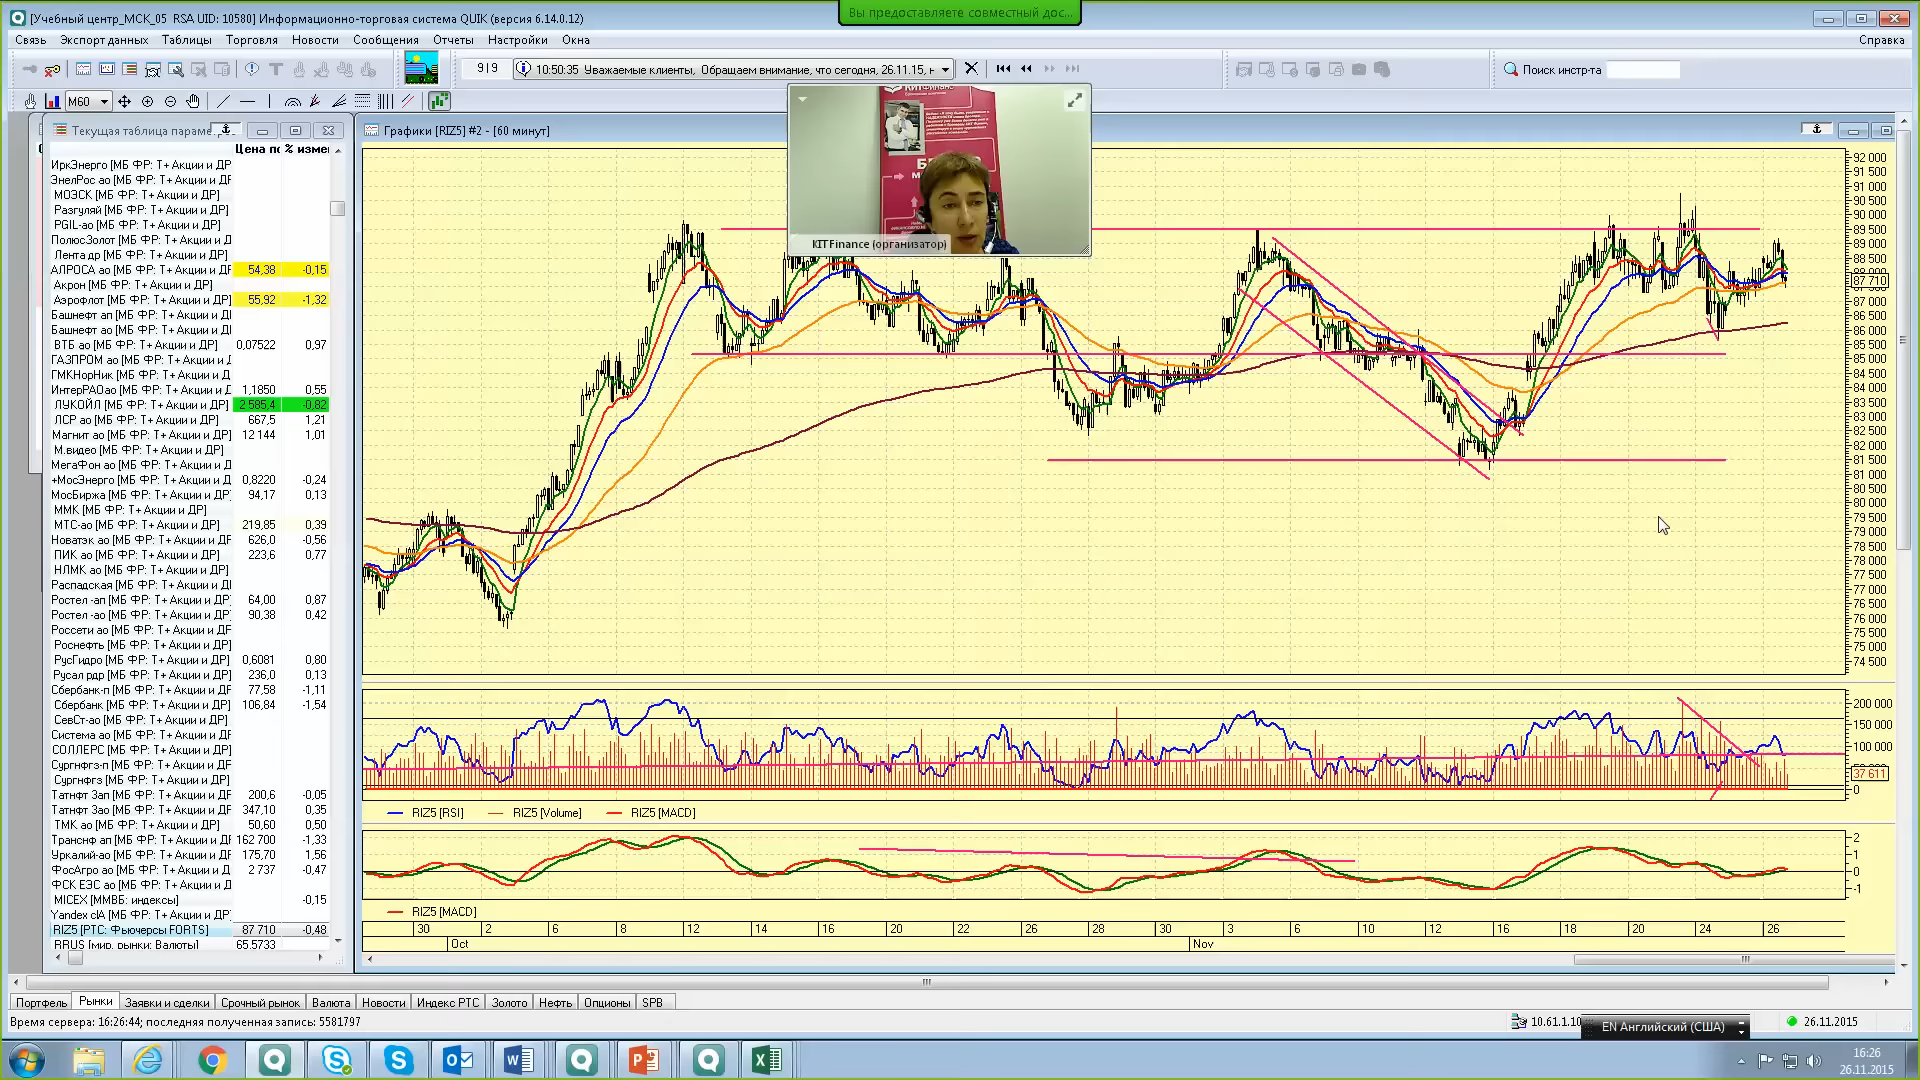 Вы предоставляете совместный дос...
[Учебный центр_МСК_05 RSA UID: 10580] Информационно-торговая система QUIK (версия 6.14.0.12)
Связь Экспорт данных Таблицы Торговля Новости Сообщения Отчеты Настройки Окна Справка
9|9 10:50:35 Уважаемые клиенты, Обращаем внимание, что сегодня, 26.11.15, н Поиск инстр-та
M60
Текущая таблица параме
Графики [RIZ5] #2 - [60 минут]
Цена по % измен
ИркЭнерго [МБ ФР: Т+ Акции и ДР
ЭнелРос ао [МБ ФР: Т+ Акции и ДF
МОЭСК [МБ ФР: Т+ Акции и ДР]
Разгуляй [МБ ФР: Т+ Акции и ДР]
PGIL-ао [МБ ФР: Т+ Акции и ДР]
ПолюсЗолот [МБ ФР: Т+ Акции и Д
Лента др [МБ ФР: Т+ Акции и ДР]
АЛРОСА ао [МБ ФР: Т+ Акции и ДF 54,38 -0,15
Акрон [МБ ФР: Т+ Акции и ДР]
Аэрофлот [МБ ФР: Т+ Акции и ДР] 55,92 -1,32
Башнефт ап [МБ ФР: Т+ Акции и ДF
Башнефт ао [МБ ФР: Т+ Акции и ДF
ВТБ ао [МБ ФР: Т+ Акции и ДР] 0,07522 0,97
ГАЗПРОМ ао [МБ ФР: Т+ Акции и Д
ГМКНорНик [МБ ФР: Т+ Акции и ДР
ИнтерРАОао [МБ ФР: Т+ Акции и ДF 1,1850 0,55
ЛУКОЙЛ [МБ ФР: Т+ Акции и ДР] 2 585,4 -0,82
ЛСР ао [МБ ФР: Т+ Акции и ДР] 667,5 1,21
Магнит ао [МБ ФР: Т+ Акции и ДР] 12 144 1,01
М.видео [МБ ФР: Т+ Акции и ДР]
МегаФон ао [МБ ФР: Т+ Акции и Д
+МосЭнерго [МБ ФР: Т+ Акции и ДР 0,8220 -0,24
МосБиржа [МБ ФР: Т+ Акции и ДР] 94,17 0,13
ММК [МБ ФР: Т+ Акции и ДР]
МТС-ао [МБ ФР: Т+ Акции и ДР] 219,85 0,39
Новатэк ао [МБ ФР: Т+ Акции и ДР] 626,0 -0,56
ПИК ао [МБ ФР: Т+ Акции и ДР] 223,6 0,77
НЛМК ао [МБ ФР: Т+ Акции и ДР]
Распадская [МБ ФР: Т+ Акции и Д
Ростел -ап [МБ ФР: Т+ Акции и ДР] 64,00 0,87
Ростел -ао [МБ ФР: Т+ Акции и ДР] 90,38 0,42
Россети ао [МБ ФР: Т+ Акции и ДР
Роснефть [МБ ФР: Т+ Акции и ДР]
РусГидро [МБ ФР: Т+ Акции и ДР] 0,6081 0,80
Русал рдр [МБ ФР: Т+ Акции и ДР] 236,0 0,13
Сбербанк-п [МБ ФР: Т+ Акции и ДР] 77,58 -1,11
Сбербанк [МБ ФР: Т+ Акции и ДР] 106,84 -1,54
СевСт-ао [МБ ФР: Т+ Акции и ДР]
Система ао [МБ ФР: Т+ Акции и ДР
СОЛЛЕРС [МБ ФР: Т+ Акции и ДР]
Сургнфгз-п [МБ ФР: Т+ Акции и ДР
Сургнфгз [МБ ФР: Т+ Акции и ДР]
Татнфт 3ап [МБ ФР: Т+ Акции и ДР 200,6 -0,05
Татнфт 3ао [МБ ФР: Т+ Акции и ДР 347,10 0,35
ТМК ао [МБ ФР: Т+ Акции и ДР] 50,60 0,50
Транснф ап [МБ ФР: Т+ Акции и ДF 162 700 -1,33
Уркалий-ао [МБ ФР: Т+ Акции и ДР] 175,70 1,56
ФосАгро ао [МБ ФР: Т+ Акции и ДР 2 737 -0,47
ФСК ЕЭС ао [МБ ФР: Т+ Акции и Д
MICEX [ММВБ: индексы] -0,15
Yandex clA [МБ ФР: Т+ Акции и ДР
RIZ5 [РТС: Фьючерсы FORTS] 87 710 -0,48
RRUS [мир. рынки: Валюты] 65,5733
КИТФинанс
KIT Finance (организатор)
92 000
91 500
91 000
90 500
90 000
89 500
89 000
88 500
87 710
87 000
86 500
86 000
85 500
85 000
84 500
84 000
83 500
83 000
82 500
82 000
81 500
81 000
80 500
80 000
79 500
79 000
78 500
78 000
77 500
77 000
76 500
76 000
75 500
75 000
74 500
200 000
150 000
100 000
37 611
0
RIZ5 [RSI] RIZ5 [Volume] RIZ5 [MACD]
2
1
0
-1
RIZ5 [MACD]
30 2 6 8 12 14 16 20 22 26 28 30 3 6 10 12 16 18 20 24 26
Oct Nov
Портфель Рынки Заявки и сделки Срочный рынок Валюта Новости Индекс РТС Золото Нефть Опционы SPB
Время сервера: 16:26:44; последняя полученная запись: 5581797 10.61.1.10 EN Английский (США) 26.11.2015
16:26
26.11.2015